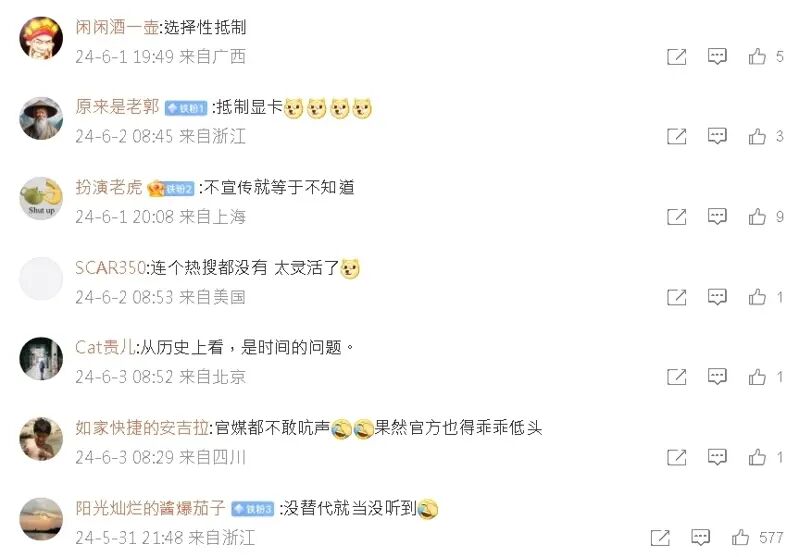 闲闲酒一壶:选择性抵制
24-6-1 19:49 来自广西
5
原来是老郭 铁粉1 :抵制显卡
24-6-2 08:45 来自浙江
3
扮演老虎 铁粉2 :不宣传就等于不知道
Shut up
24-6-1 20:08 来自上海
9
SCAR350:连个热搜都没有 太灵活了
24-6-2 08:53 来自美国
1
Cat贵儿:从历史上看，是时间的问题。
24-6-3 08:52 来自北京
1
如家快捷的安吉拉:官媒都不敢吭声果然官方也得乖乖低头
24-6-3 08:29 来自四川
1
阳光灿烂的酱爆茄子 铁粉3 :没替代就当没听到
24-5-31 21:48 来自浙江
577